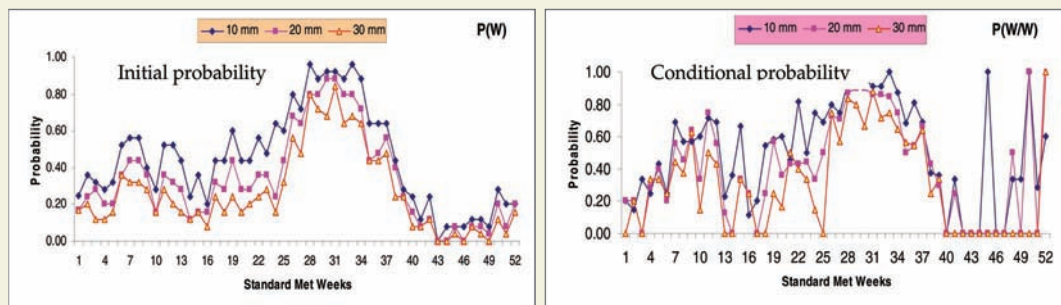 10 mm 20 mm 30 mm
P(W)
Initial probability
Probability
1.00
0.80
0.60
0.40
0.20
0.00
1 4 7 10 13 16 19 22 25 28 31 34 37 40 43 46 49 52
Standard Met Weeks
10 mm 20 mm 30 mm
P(W/W)
Conditional probability
Probability
1.00
0.80
0.60
0.40
0.20
0.00
1 4 7 10 13 16 19 22 25 28 31 34 37 40 43 46 49 52
Standard Met Weeks